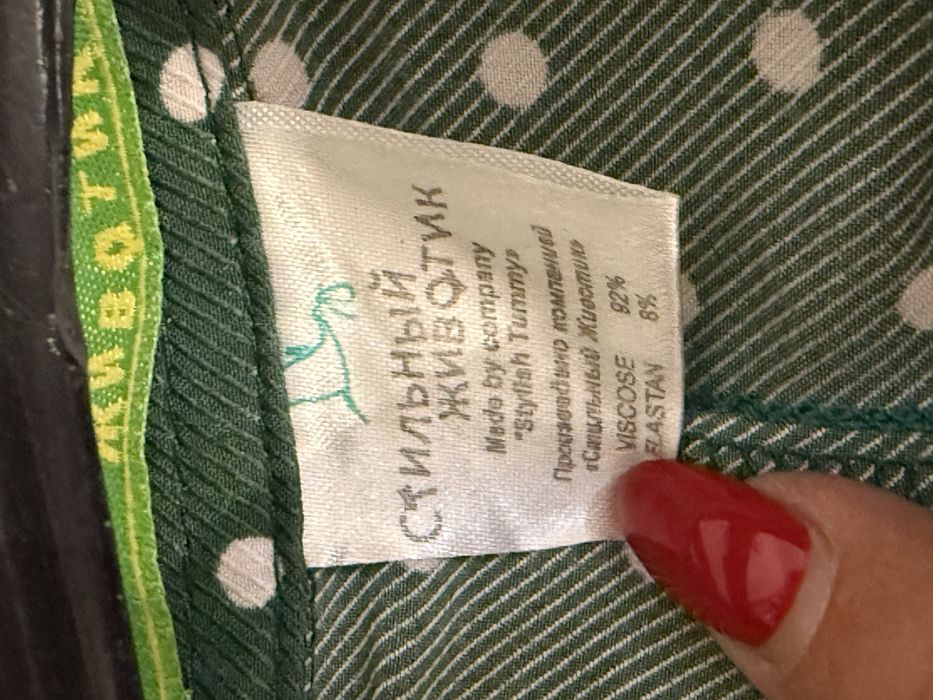 ЖИВОТИК
СТИЛЬНЫЙ
ЖИВОТИК
Made by company
"Stylish Tummy"
Произведено компанией
«Стильный Животик»
VISCOSE 92%
ELASTAN 8%